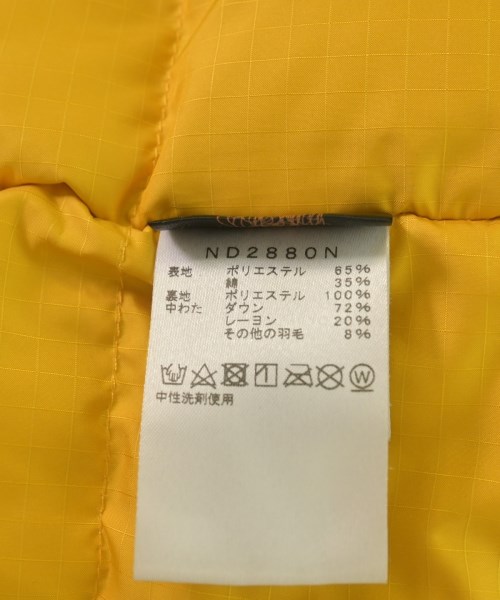 ND2880N
表地 ポリエステル 65%
綿 35%
裏地 ポリエステル 100%
中わた ダウン 72%
レーヨン 20%
その他の羽毛 8%
中性洗剤使用